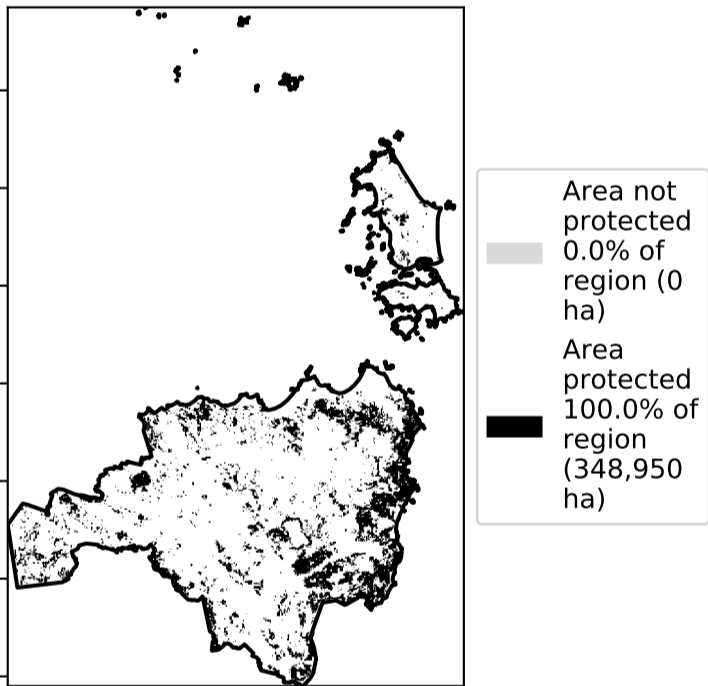 Area not
protected
0.0% of
region (0
ha)
Area
protected
100.0% of
region
(348,950
ha)